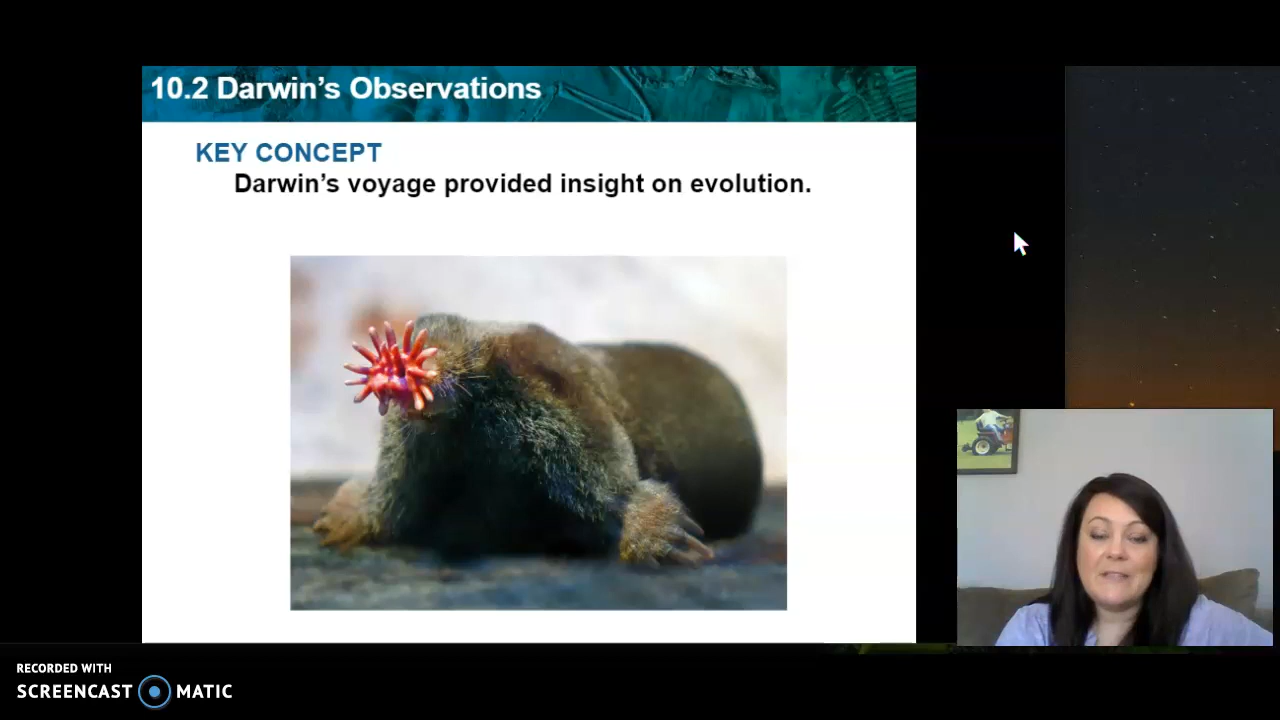 10.2 Darwin's Observations
KEY CONCEPT
Darwin's voyage provided insight on evolution.
RECORDED WITH
SCREENCAST MATIC